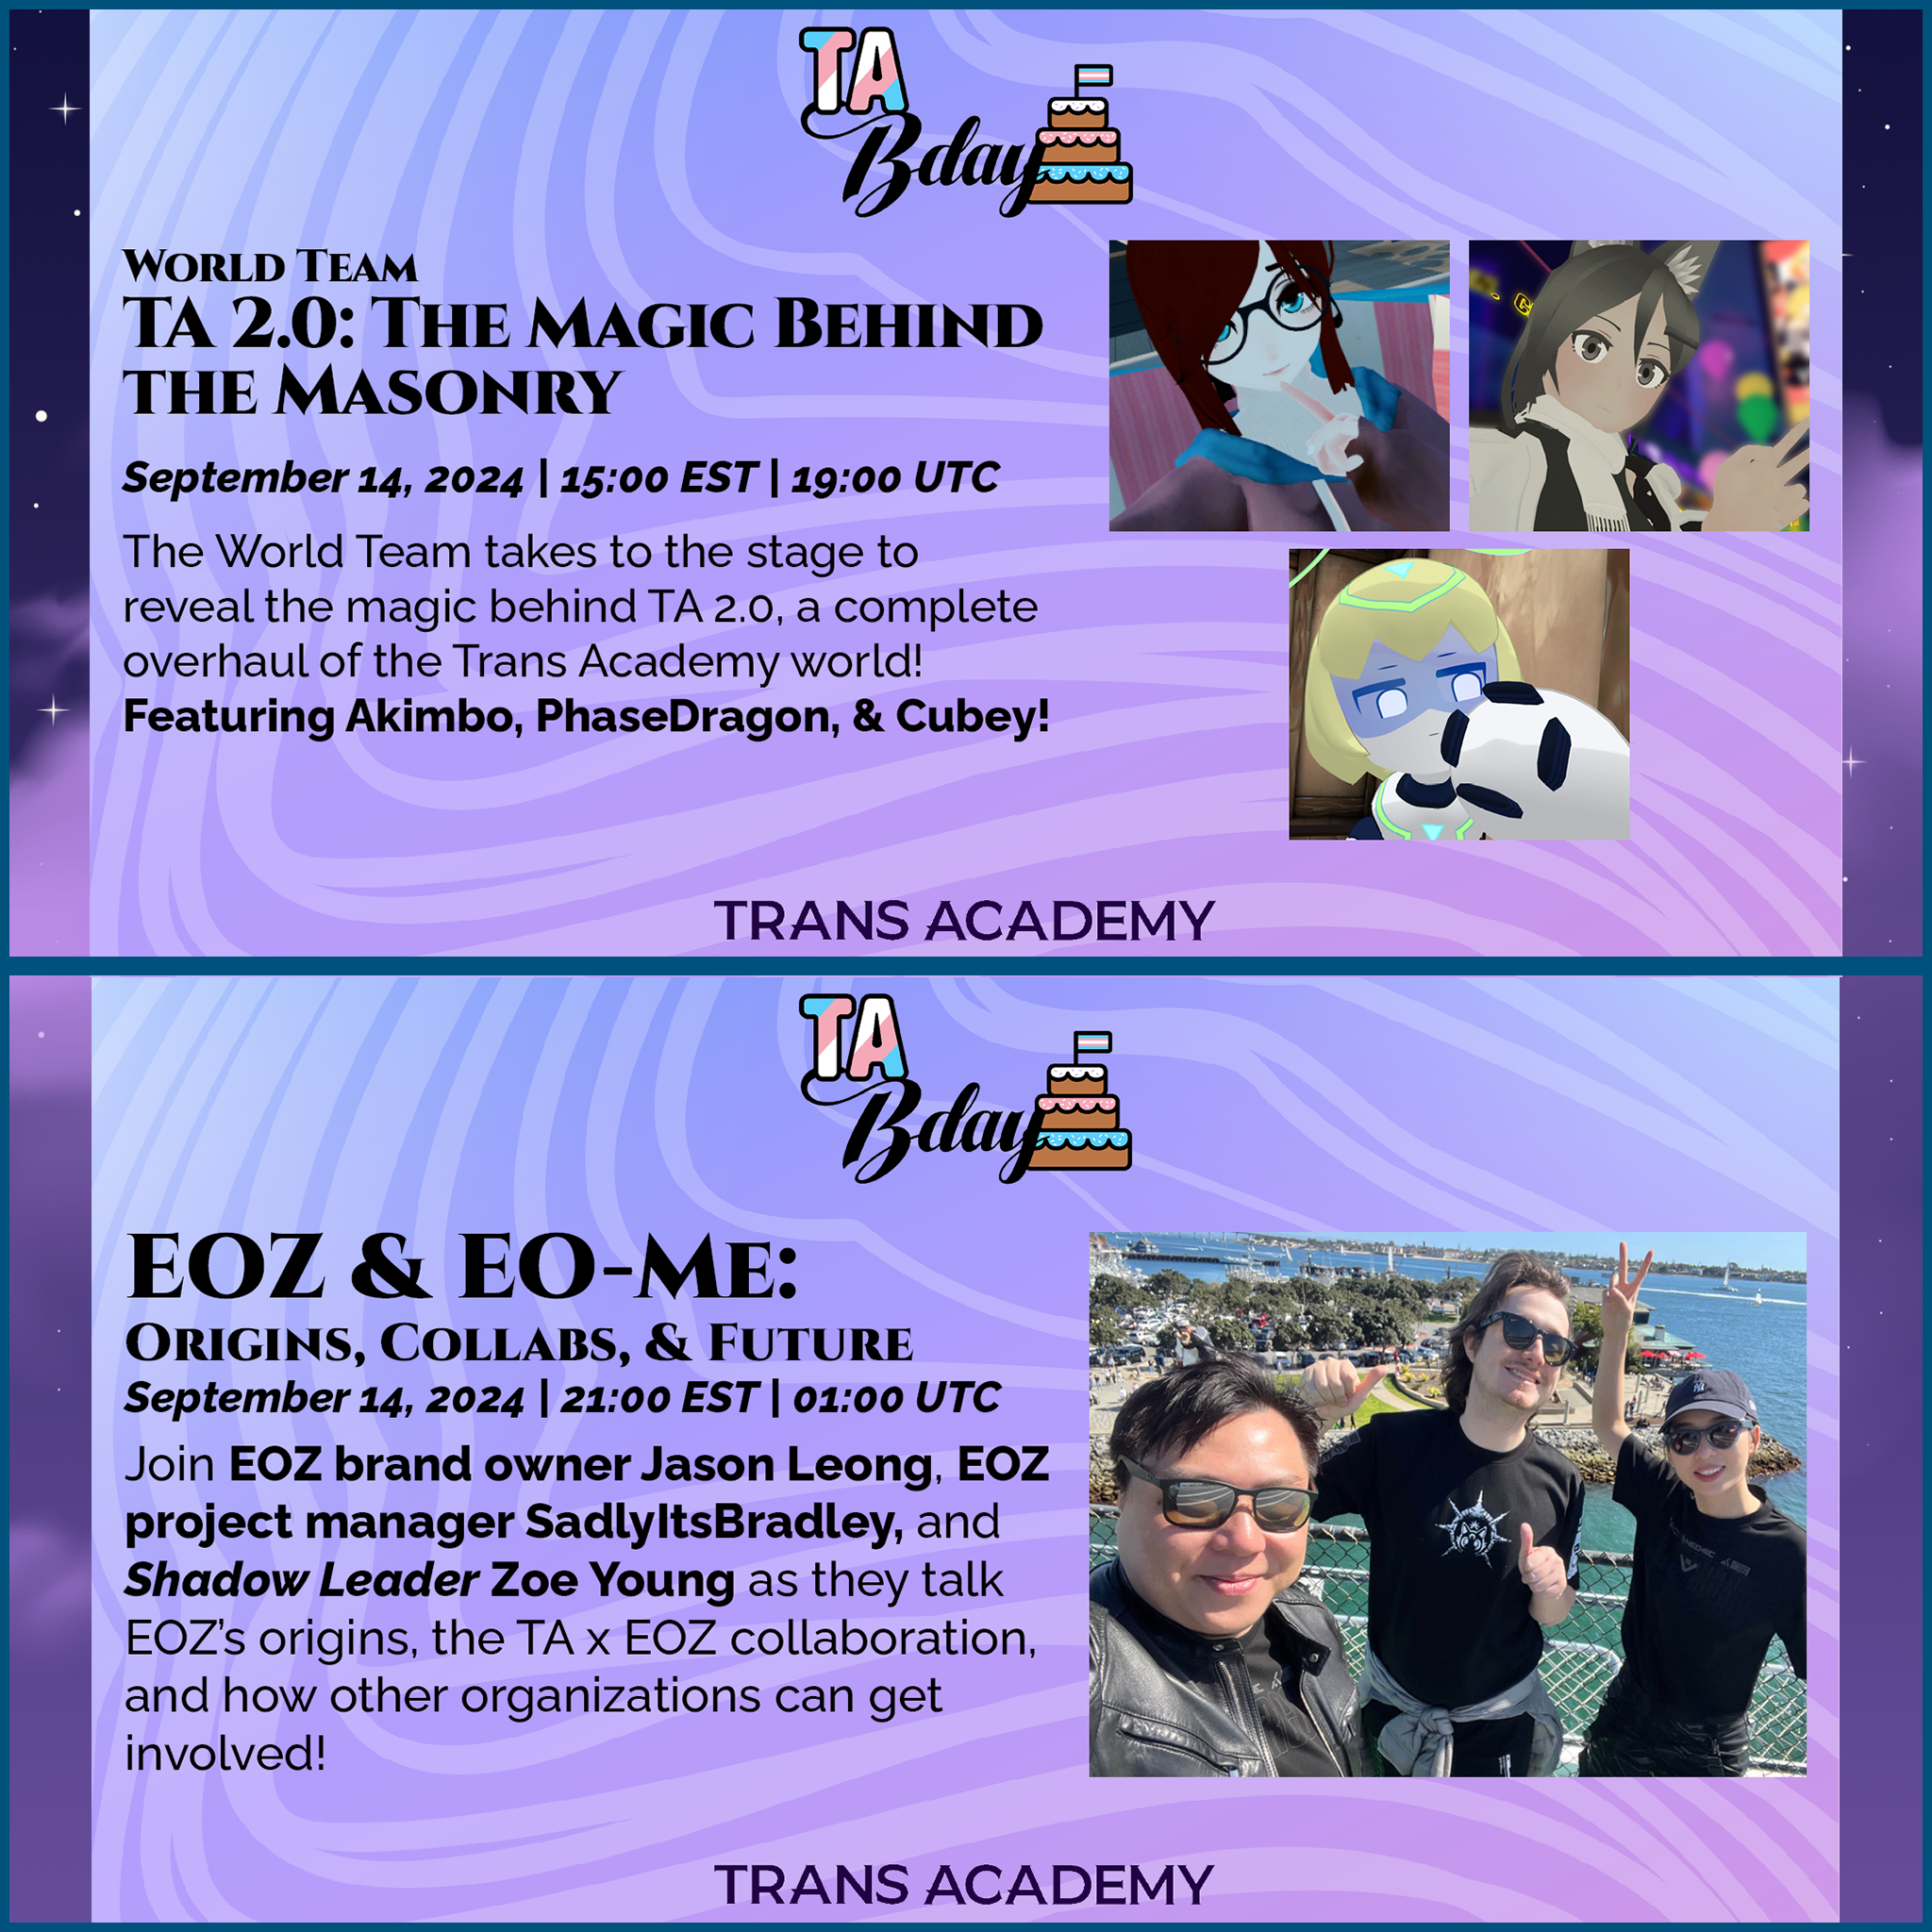 TA
Bday
WORLD TEAM
TA 2.0: THE MAGIC BEHIND
THE MASONRY
September 14, 2024 | 15:00 EST | 19:00 UTC
The World Team takes to the stage to
reveal the magic behind TA 2.0, a complete
overhaul of the Trans Academy world!
Featuring Akimbo, PhaseDragon, & Cubey!
TRANS ACADEMY
TA
Bday
EOZ & EO-ME:
ORIGINS, COLLABS, & FUTURE
September 14, 2024 | 21:00 EST | 01:00 UTC
Join EOZ brand owner Jason Leong, EOZ
project manager SadlyItsBradley, and
Shadow Leader Zoe Young as they talk
EOZ’s origins, the TA x EOZ collaboration,
and how other organizations can get
involved!
TRANS ACADEMY